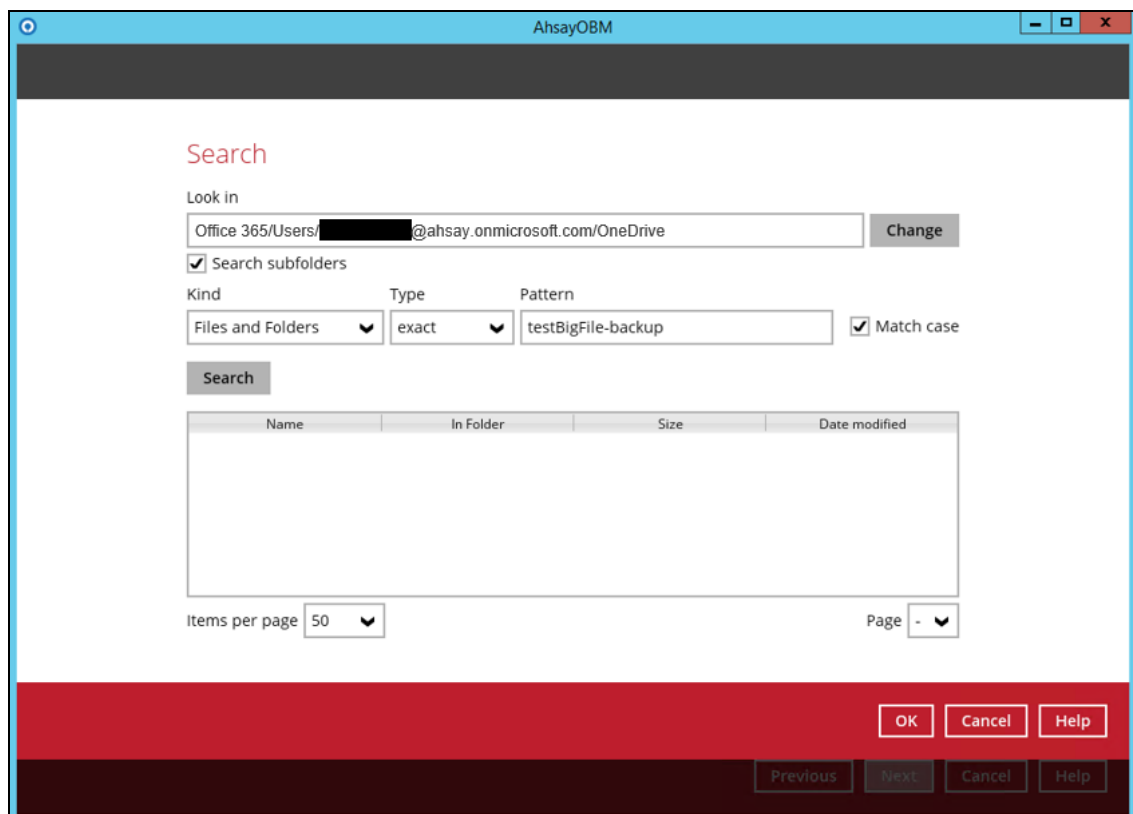 AhsayOBM
Search
Look in
Office 365/Users/ @ahsay.onmicrosoft.com/OneDrive Change
Search subfolders
Kind Type Pattern
Files and Folders exact testBigFile-backup Match case
Search
Name In Folder Size Date modified
Items per page 50 Page -
OK Cancel Help
Previous Next Cancel Help